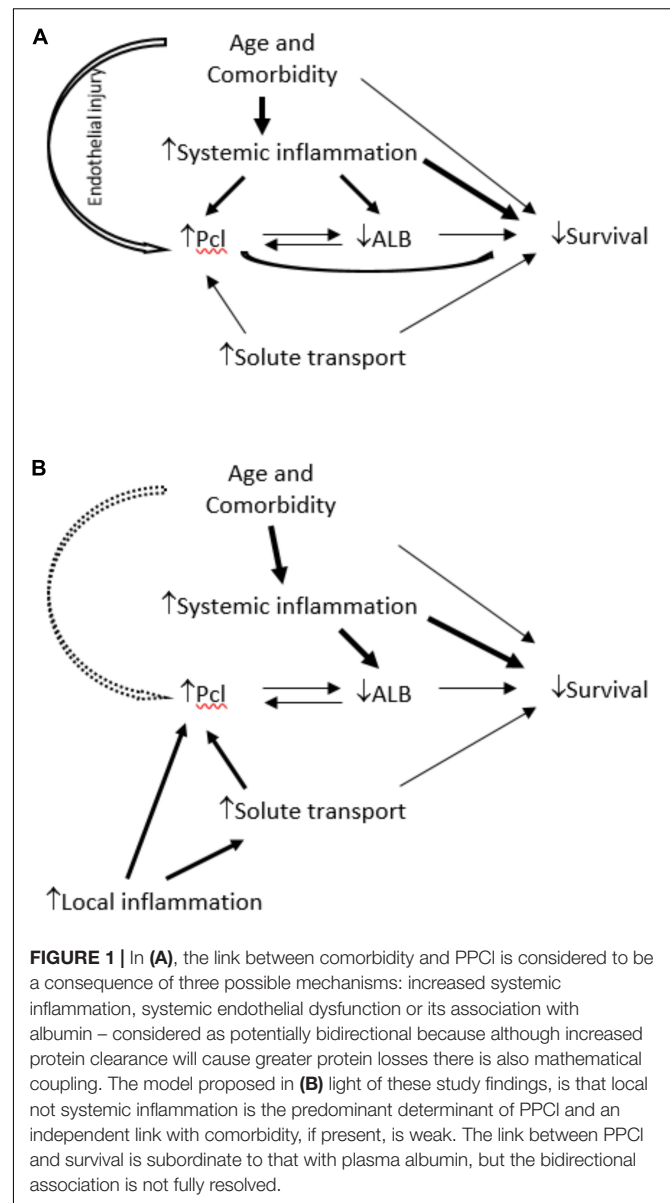 A
Age and
Comorbidity
Endothelial injury
↑Systemic inflammation
↑Pcl
↓ALB
↓Survival
↑Solute transport
B
Age and
Comorbidity
↑Systemic inflammation
↑Pcl
↓ALB
↓Survival
↑Solute transport
↑Local inflammation
FIGURE 1 | In (A), the link between comorbidity and PPCl is considered to be
a consequence of three possible mechanisms: increased systemic
inflammation, systemic endothelial dysfunction or its association with
albumin – considered as potentially bidirectional because although increased
protein clearance will cause greater protein losses there is also mathematical
coupling. The model proposed in (B) light of these study findings, is that local
not systemic inflammation is the predominant determinant of PPCl and an
independent link with comorbidity, if present, is weak. The link between PPCl
and survival is subordinate to that with plasma albumin, but the bidirectional
association is not fully resolved.